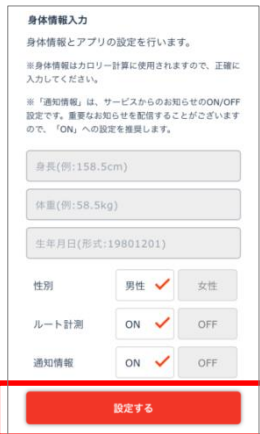 身体情報入力
身体情報とアプリの設定を行います。
※身体情報はカロリー計算に使用されますので、正確に
入力してください。
※「通知情報」は、サービスからのお知らせのON/OFF
設定です。重要なお知らせを配信することがございます
ので、「ON」への設定を推奨します。
身長(例:158.5cm)
体重(例:58.5kg)
生年月日(形式:19801201)
性別 男性 女性
ルート計測 ON OFF
通知情報 ON OFF
設定する